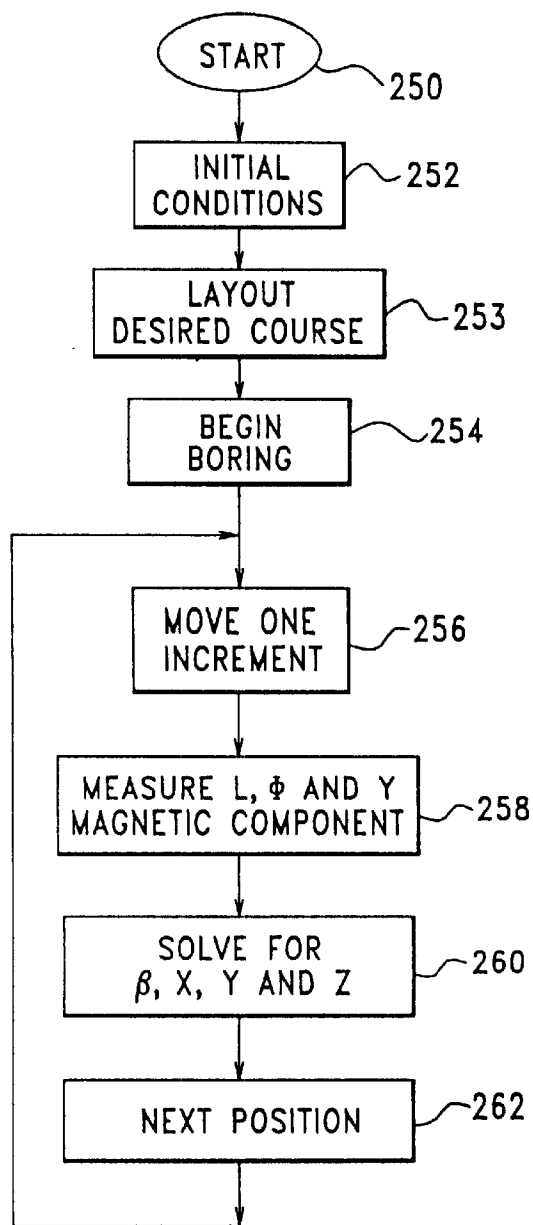 START
250
INITIAL
CONDITIONS
252
LAYOUT
DESIRED COURSE
253
BEGIN
BORING
254
MOVE ONE
INCREMENT
256
MEASURE L, Φ AND Y
MAGNETIC COMPONENT
258
SOLVE FOR
β, X, Y AND Z
260
NEXT POSITION
262